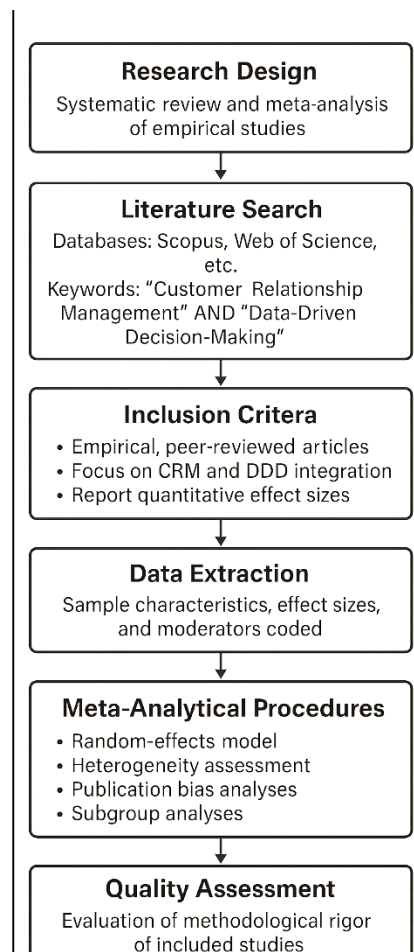 Research Design
Systematic review and meta-analysis
of empirical studies
Literature Search
Databases: Scopus, Web of Science,
etc.
Keywords: “Customer Relationship
Management” AND “Data-Driven
Decision-Making”
Inclusion Critera
• Empirical, peer-reviewed articles
• Focus on CRM and DDD integration
• Report quantitative effect sizes
Data Extraction
Sample characteristics, effect sizes,
and moderators coded
Meta-Analytical Procedures
• Random-effects model
• Heterogeneity assessment
• Publication bias analyses
• Subgroup analyses
Quality Assessment
Evaluation of methodological rigor
of included studies